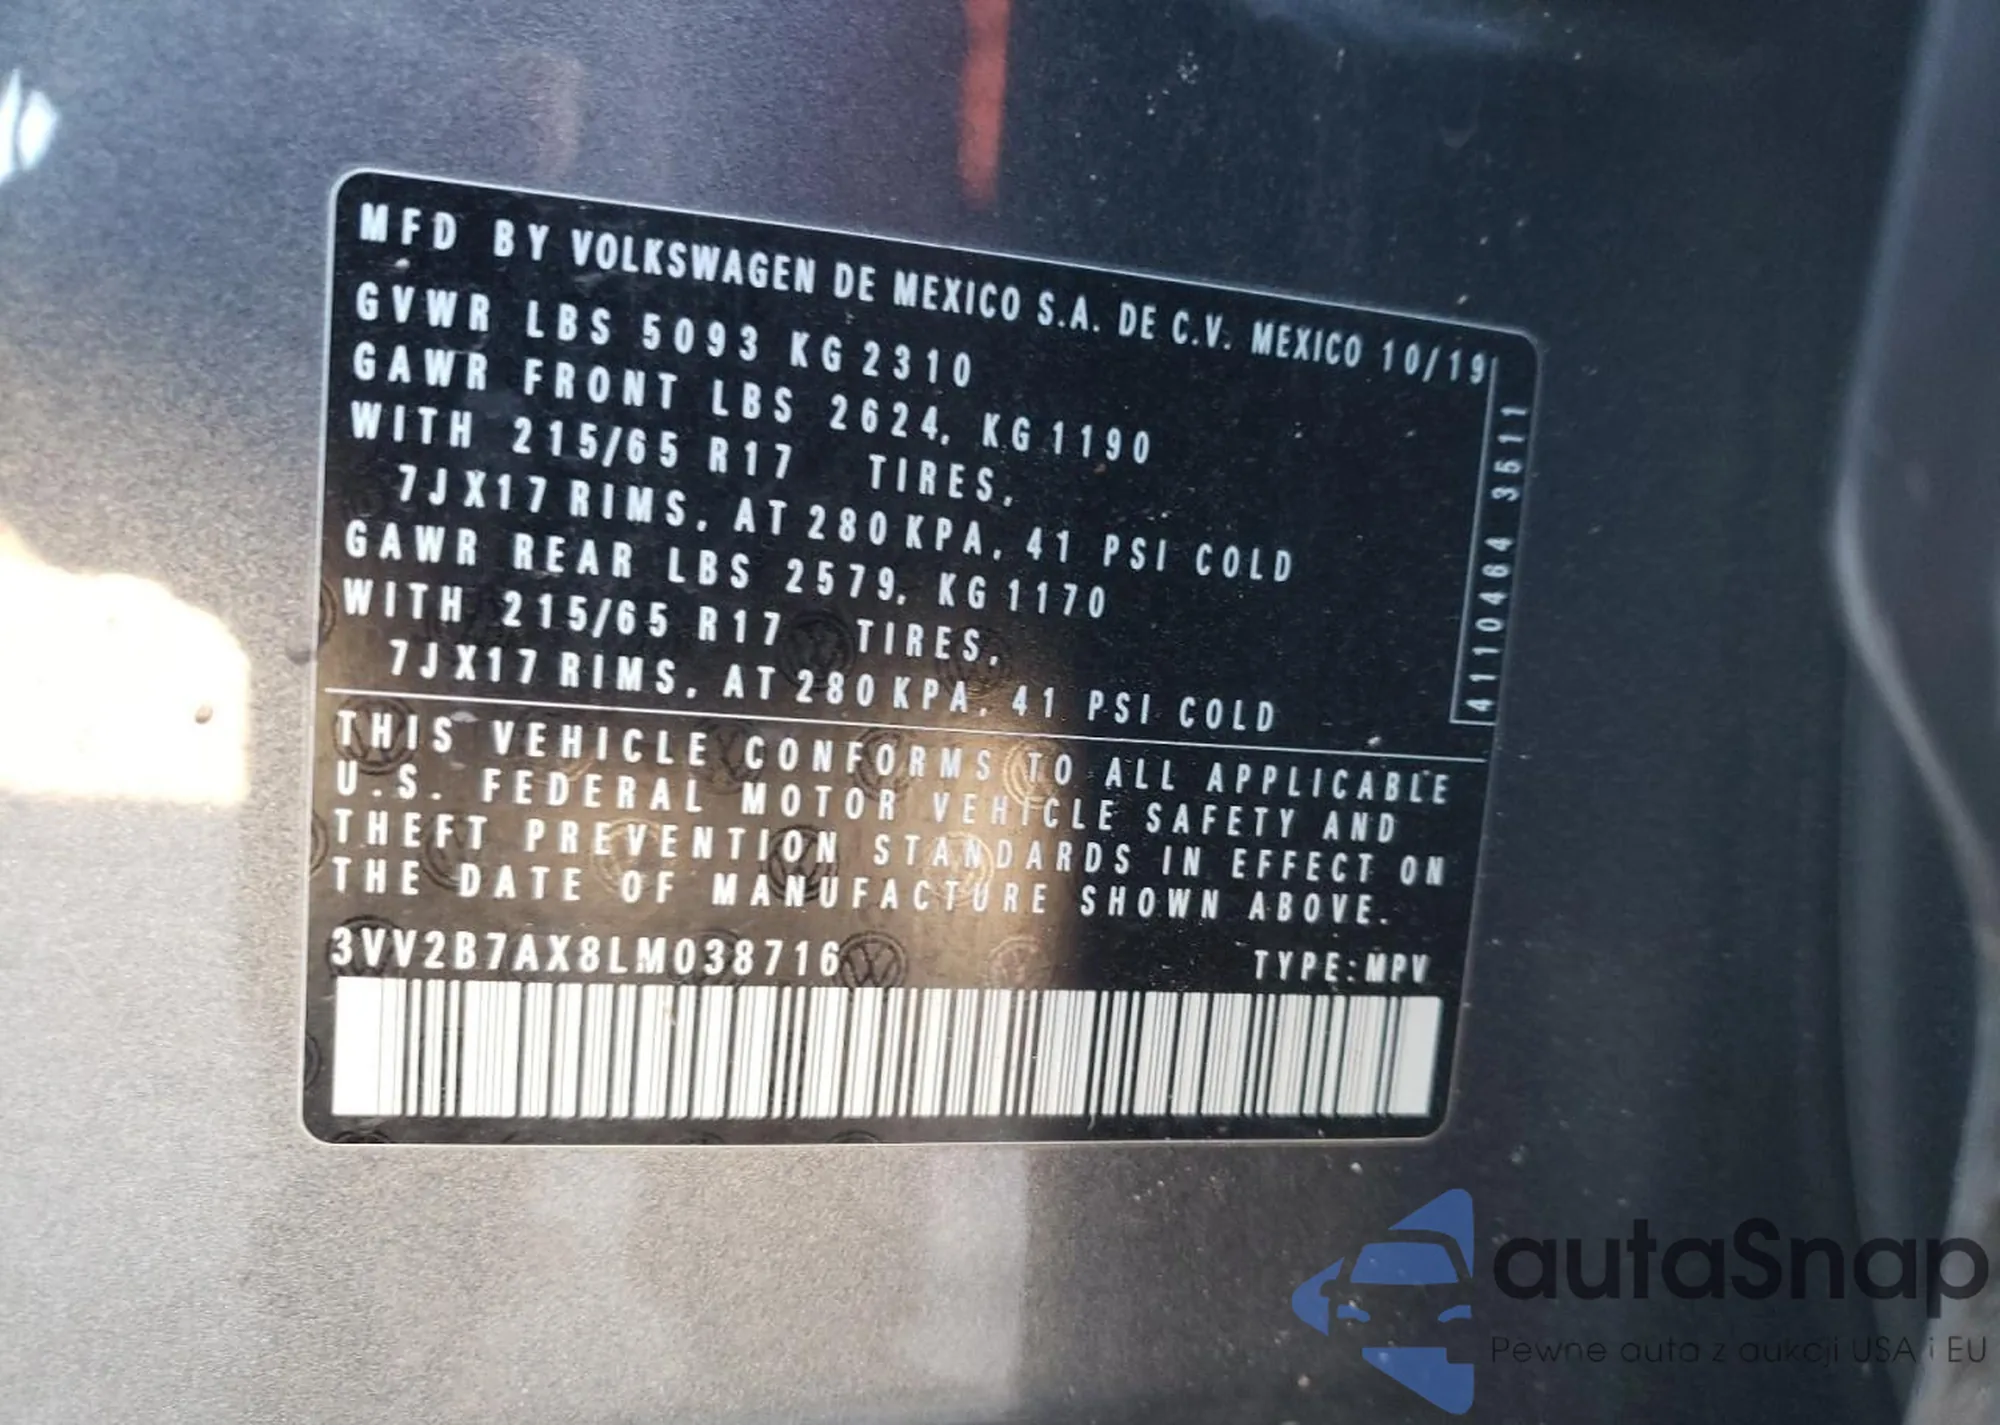 MFD BY VOLKSWAGEN DE MEXICO S.A. DE C.V. MEXICO 10/19
GVWR LBS 5093 KG 2310
GAWR FRONT LBS 2624, KG 1190
WITH 215/65 R17 TIRES,
7JX17 RIMS, AT 280 KPA, 41 PSI COLD
GAWR REAR LBS 2579, KG 1170
WITH 215/65 R17 TIRES,
7JX17 RIMS, AT 280 KPA, 41 PSI COLD
4110464 3511
THIS VEHICLE CONFORMS TO ALL APPLICABLE
U.S. FEDERAL MOTOR VEHICLE SAFETY AND
THEFT PREVENTION STANDARDS IN EFFECT ON
THE DATE OF MANUFACTURE SHOWN ABOVE.
3VV2B7AX8LM038716 TYPE: MPV
autaSnap
Pewne auta z aukcji USA i EU